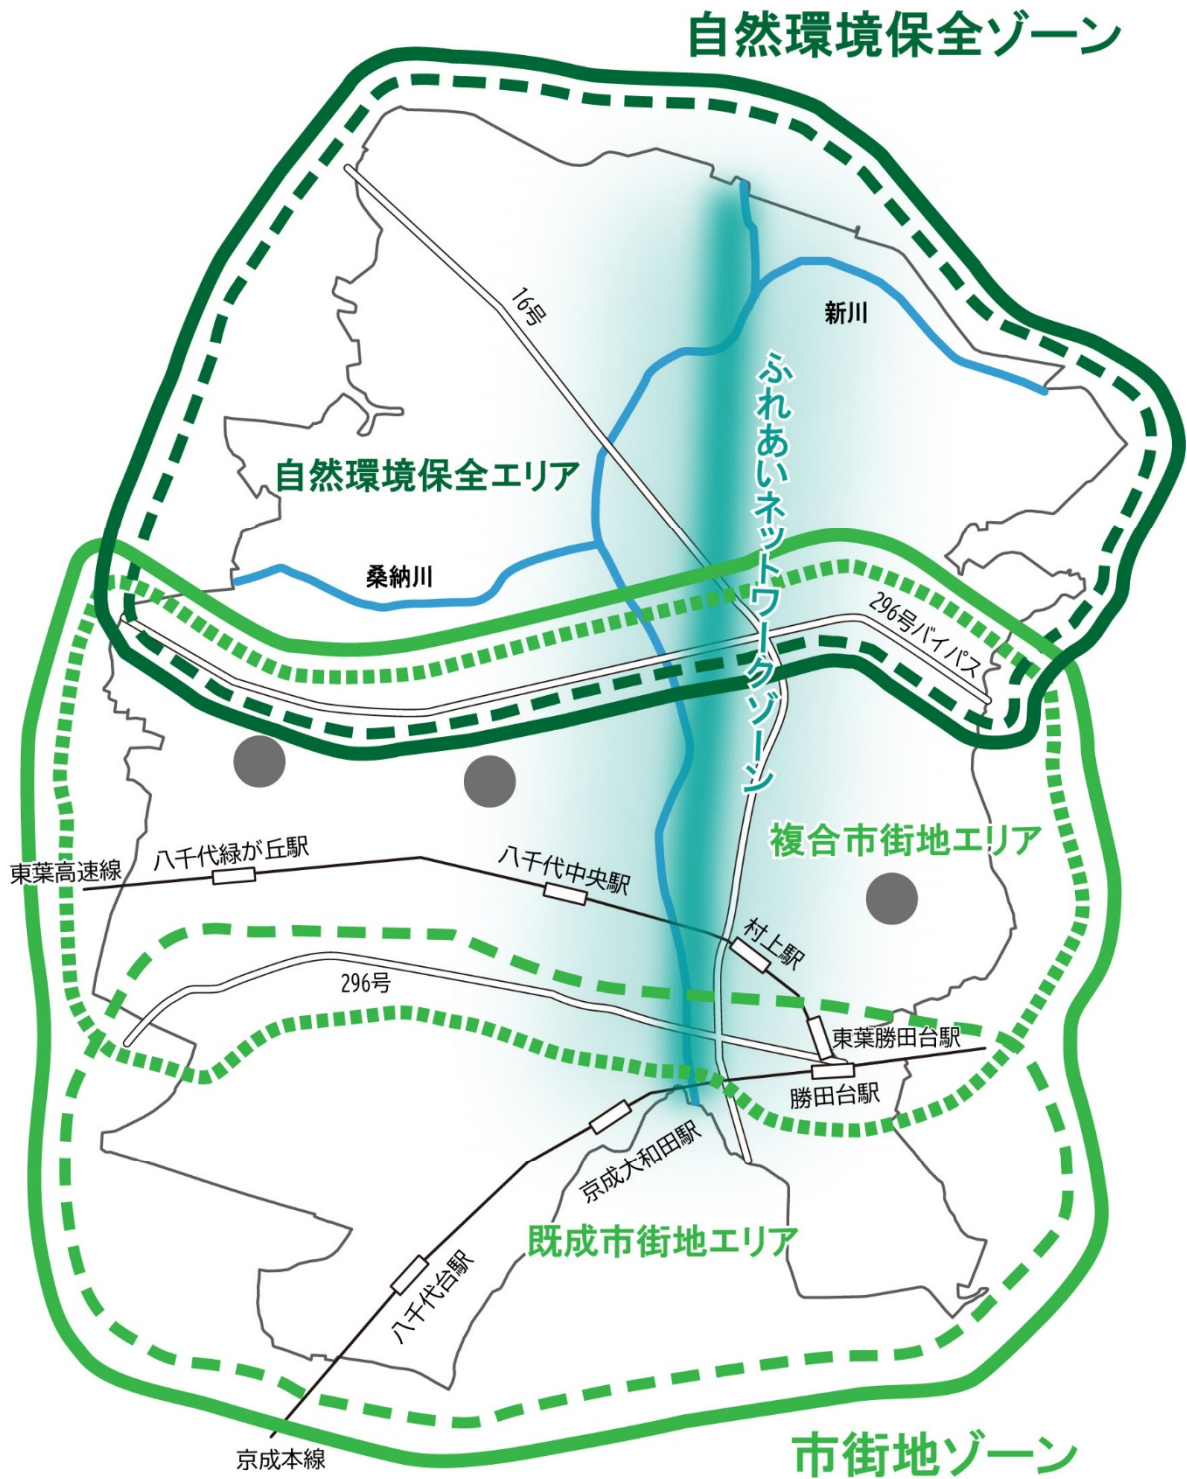 自然環境保全ゾーン
16号
新川
ふれあいネットワークゾーン
自然環境保全エリア
桑納川
296号バイパス
複合市街地エリア
八千代緑が丘駅
東葉高速線
八千代中央駅
村上駅
296号
東葉勝田台駅
勝田台駅
京成大和田駅
既成市街地エリア
八千代台駅
京成本線
市街地ゾーン